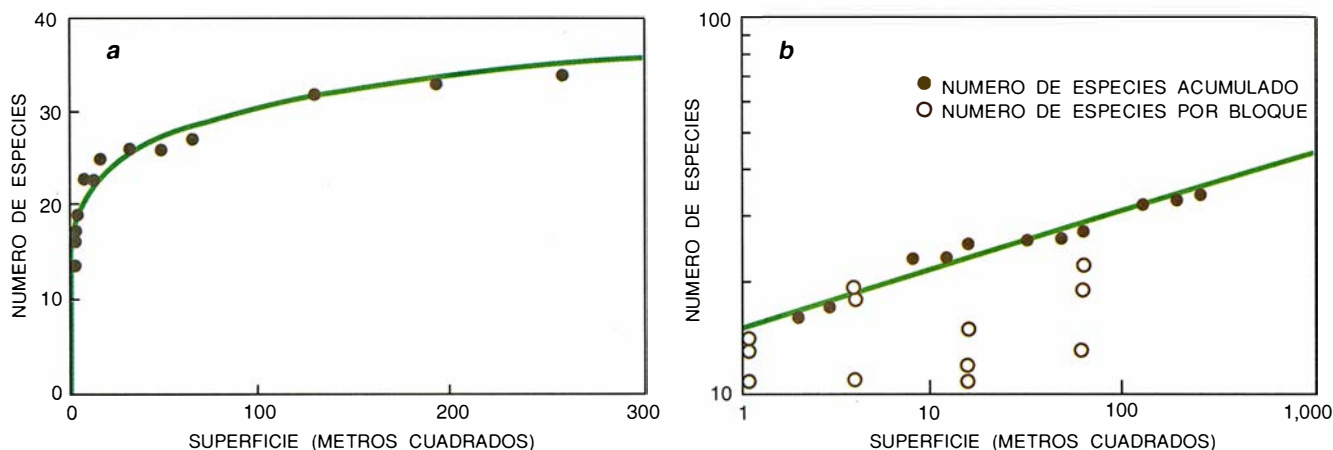 a
40
30
20
10
0
NUMERO DE ESPECIES
0 100 200 300
SUPERFICIE (METROS CUADRADOS)
b
100
10
NUMERO DE ESPECIES
NUMERO DE ESPECIES ACUMULADO
NUMERO DE ESPECIES POR BLOQUE
1 10 100 1,000
SUPERFICIE (METROS CUADRADOS)